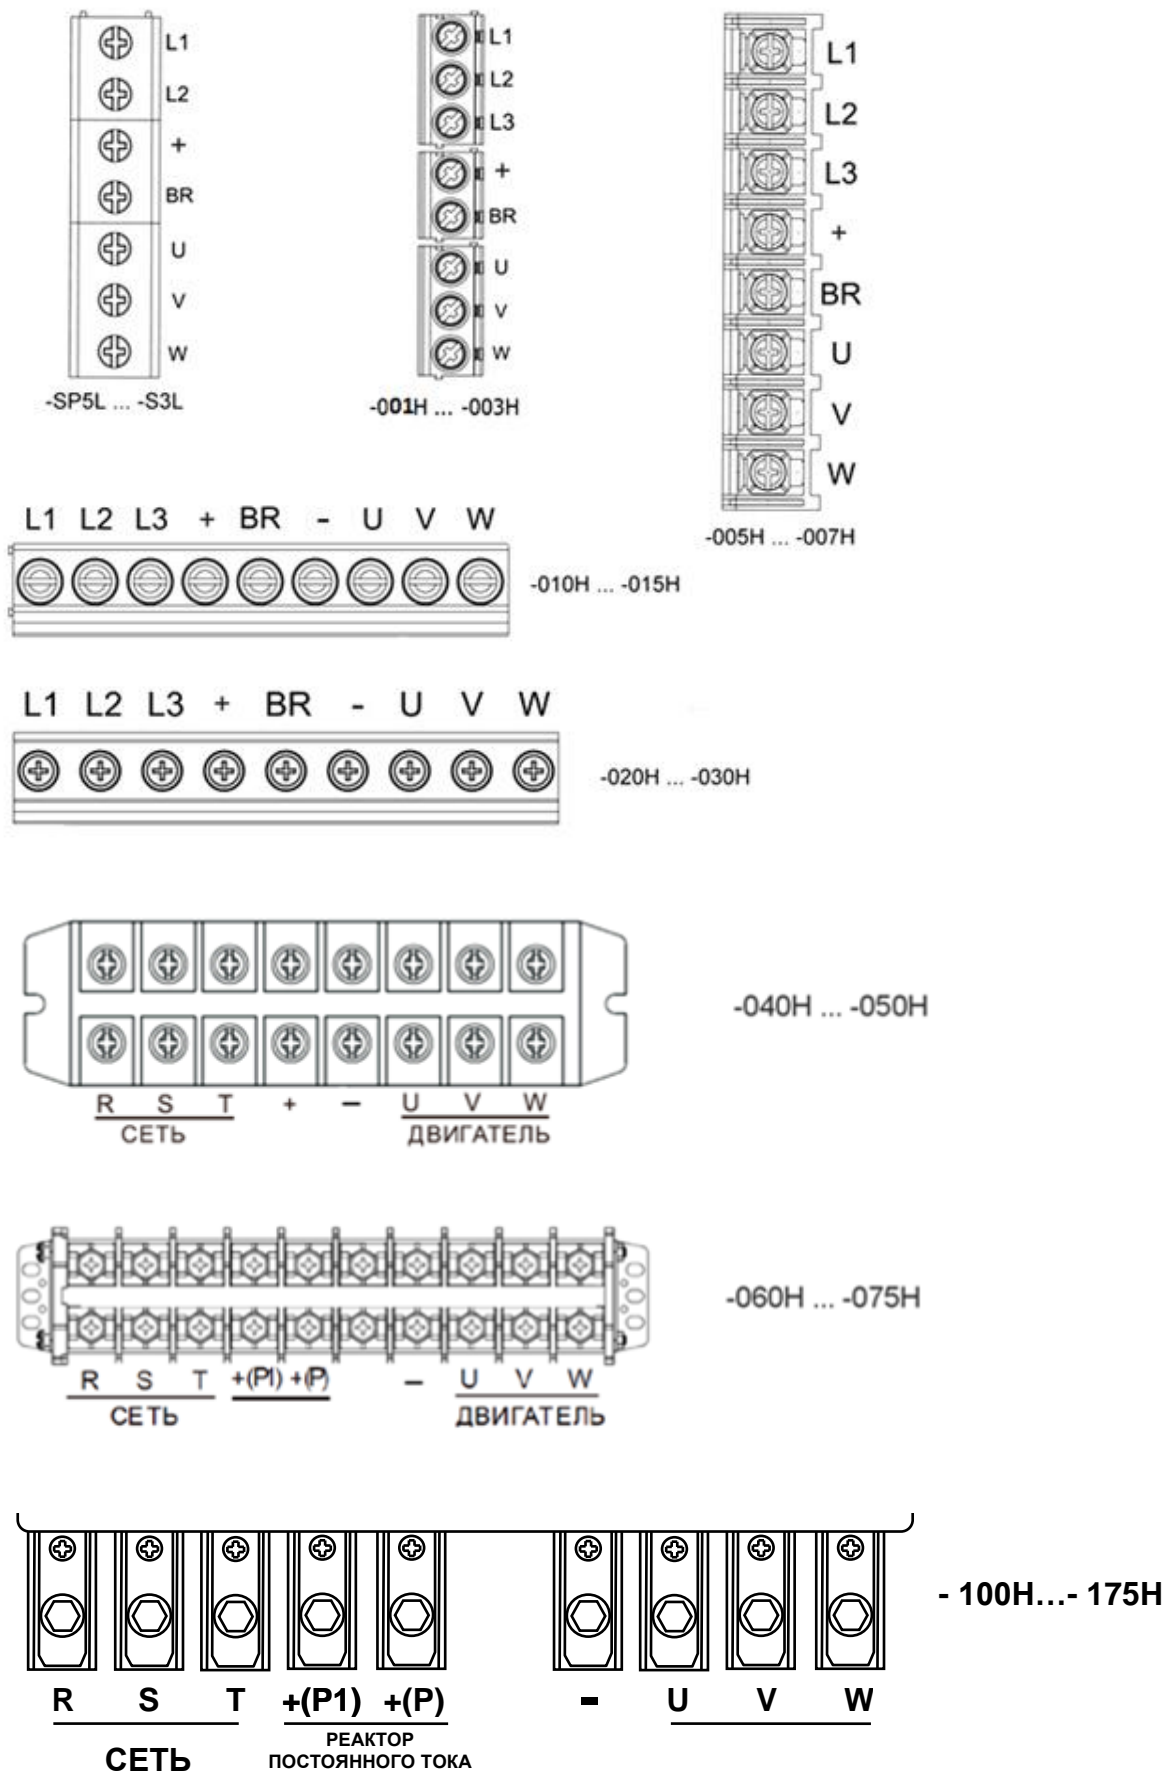 L1
L2
+
BR
U
V
W
-SP5L ... -S3L
L1
L2
L3
+
BR
U
V
W
-001H ... -003H
L1
L2
L3
+
BR
U
V
W
-005H ... -007H
L1 L2 L3 + BR - U V W
-010H ... -015H
L1 L2 L3 + BR - U V W
-020H ... -030H
-040H ... -050H
R S T + — U V W
СЕТЬ ДВИГАТЕЛЬ
-060H ... -075H
R S T +(P1) +(P) — U V W
СЕТЬ ДВИГАТЕЛЬ
- 100H...- 175H
R S T +(P1) +(P) - U V W
СЕТЬ
РЕАКТОР
ПОСТОЯННОГО ТОКА